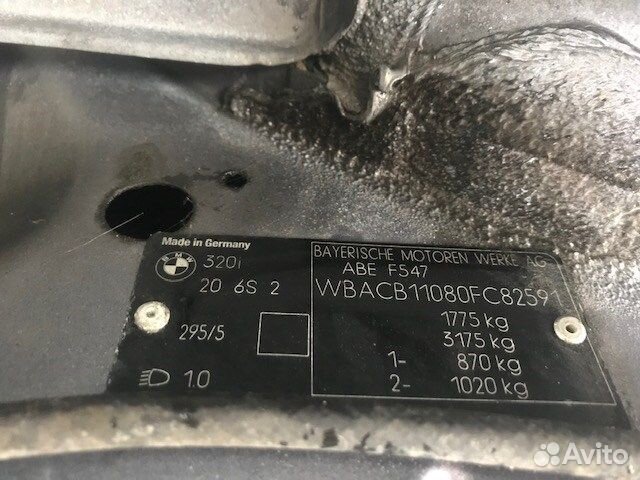 Made in Germany
BMW 320i
20 6S 2
295/5
1.0
BAYERISCHE MOTOREN WERKE AG
ABE F547
WBACB11080FC82591
1775 kg
3175 kg
1- 870 kg
2- 1020 kg
Avito